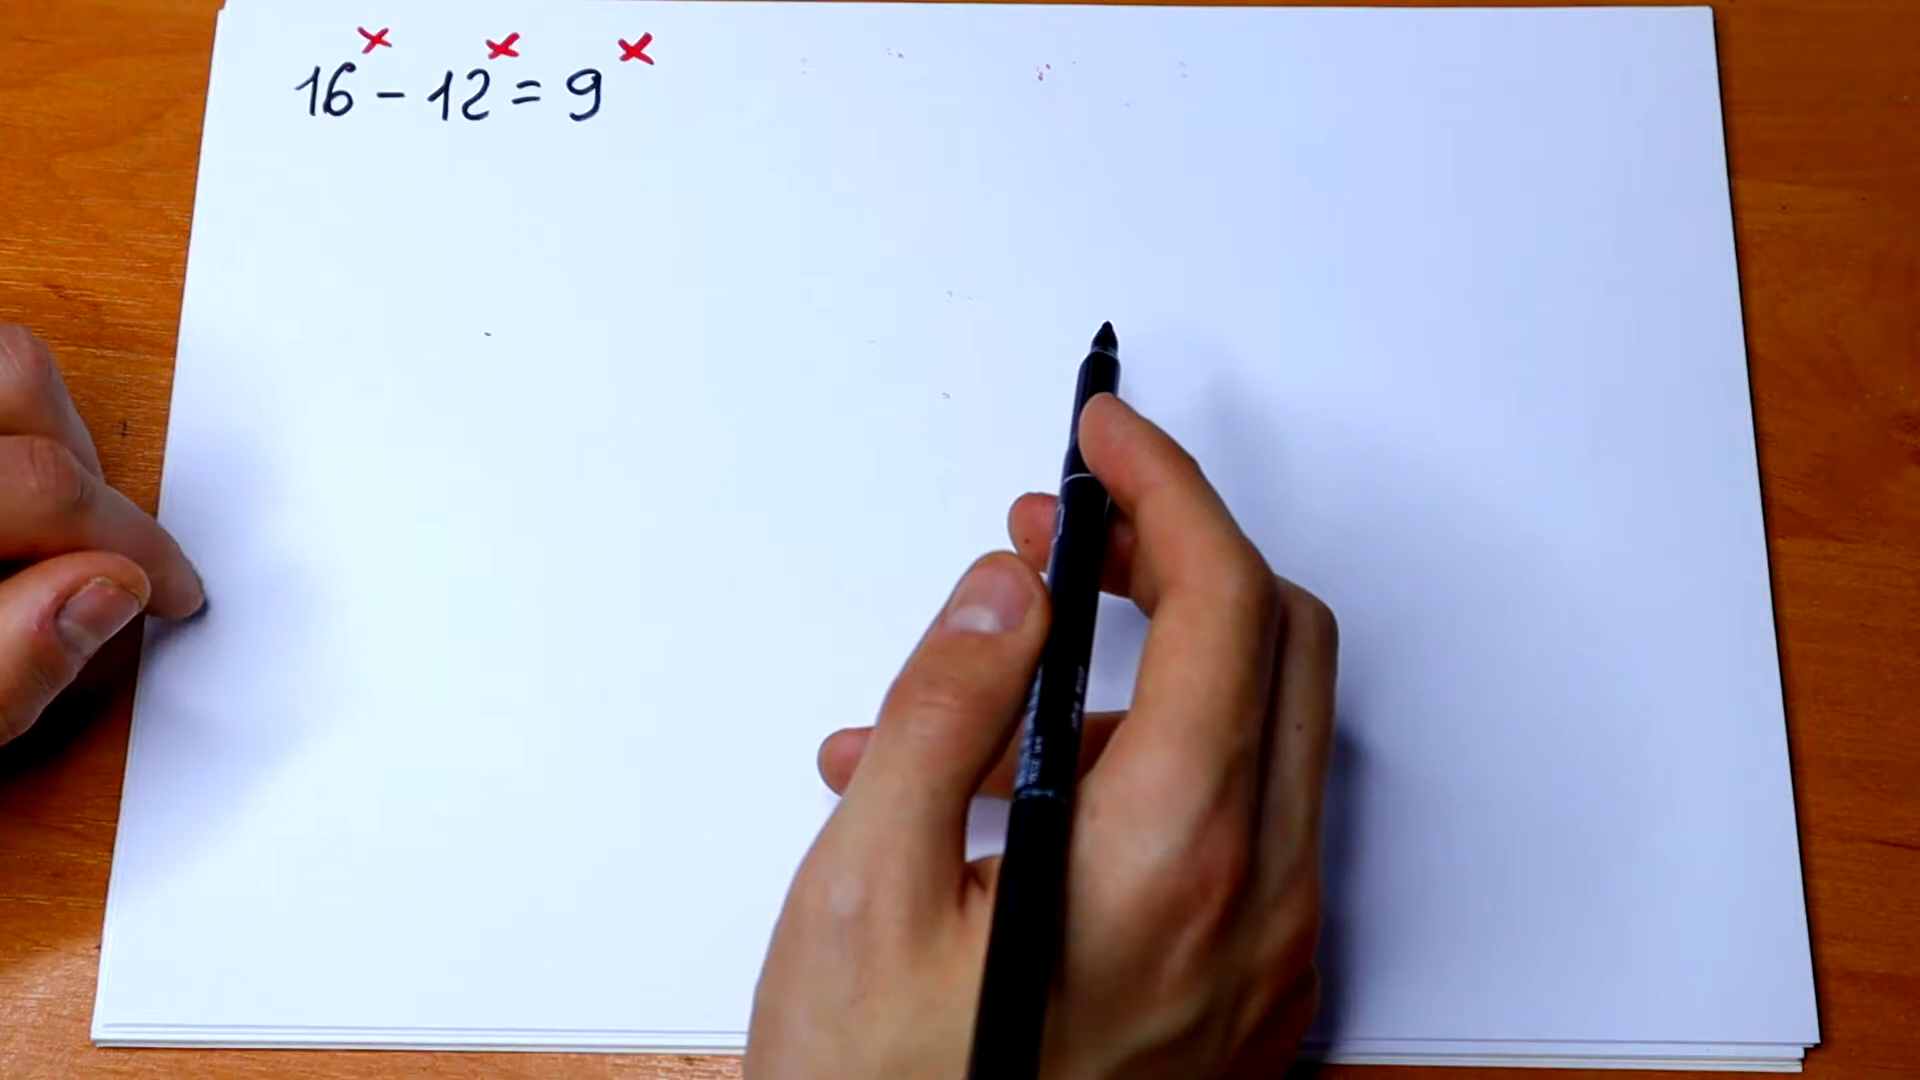 16ˣ - 12ˣ = 9ˣ